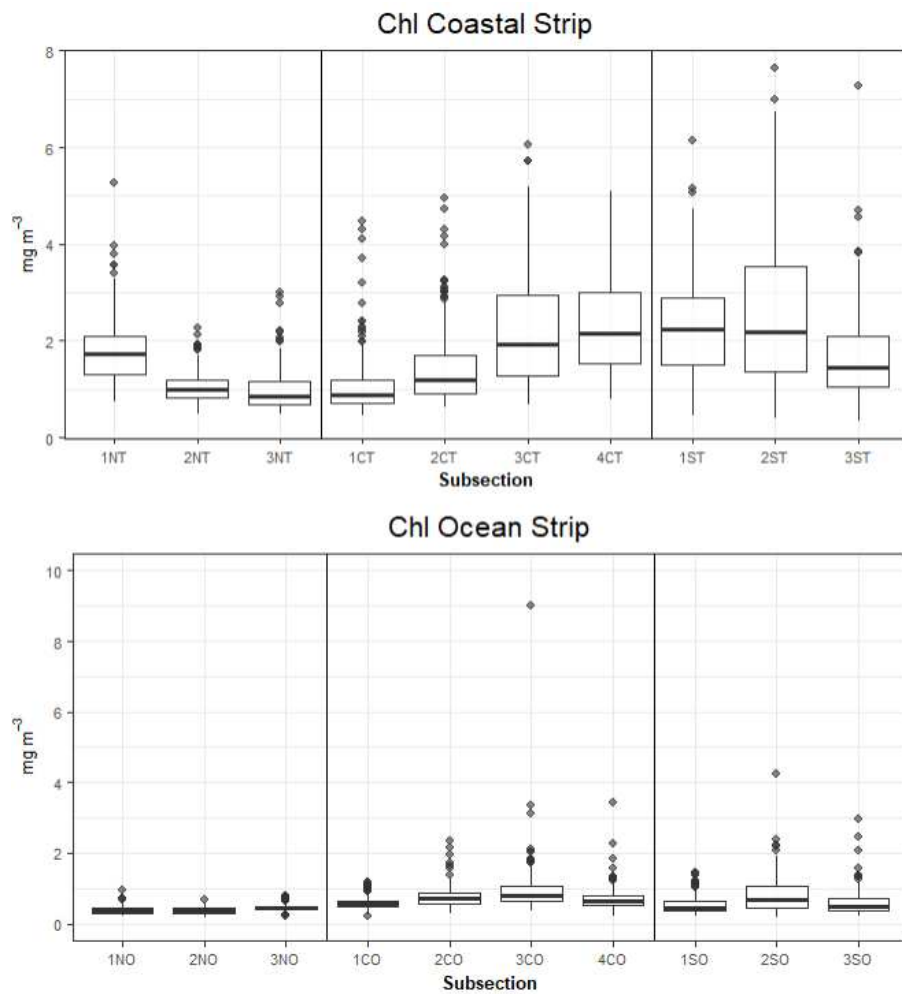 Chl Coastal Strip
8
6
4
2
0
mg m⁻³
1NT 2NT 3NT 1CT 2CT 3CT 4CT 1ST 2ST 3ST
Subsection
Chl Ocean Strip
10
8
6
4
2
0
mg m⁻³
1NO 2NO 3NO 1CO 2CO 3CO 4CO 1SO 2SO 3SO
Subsection